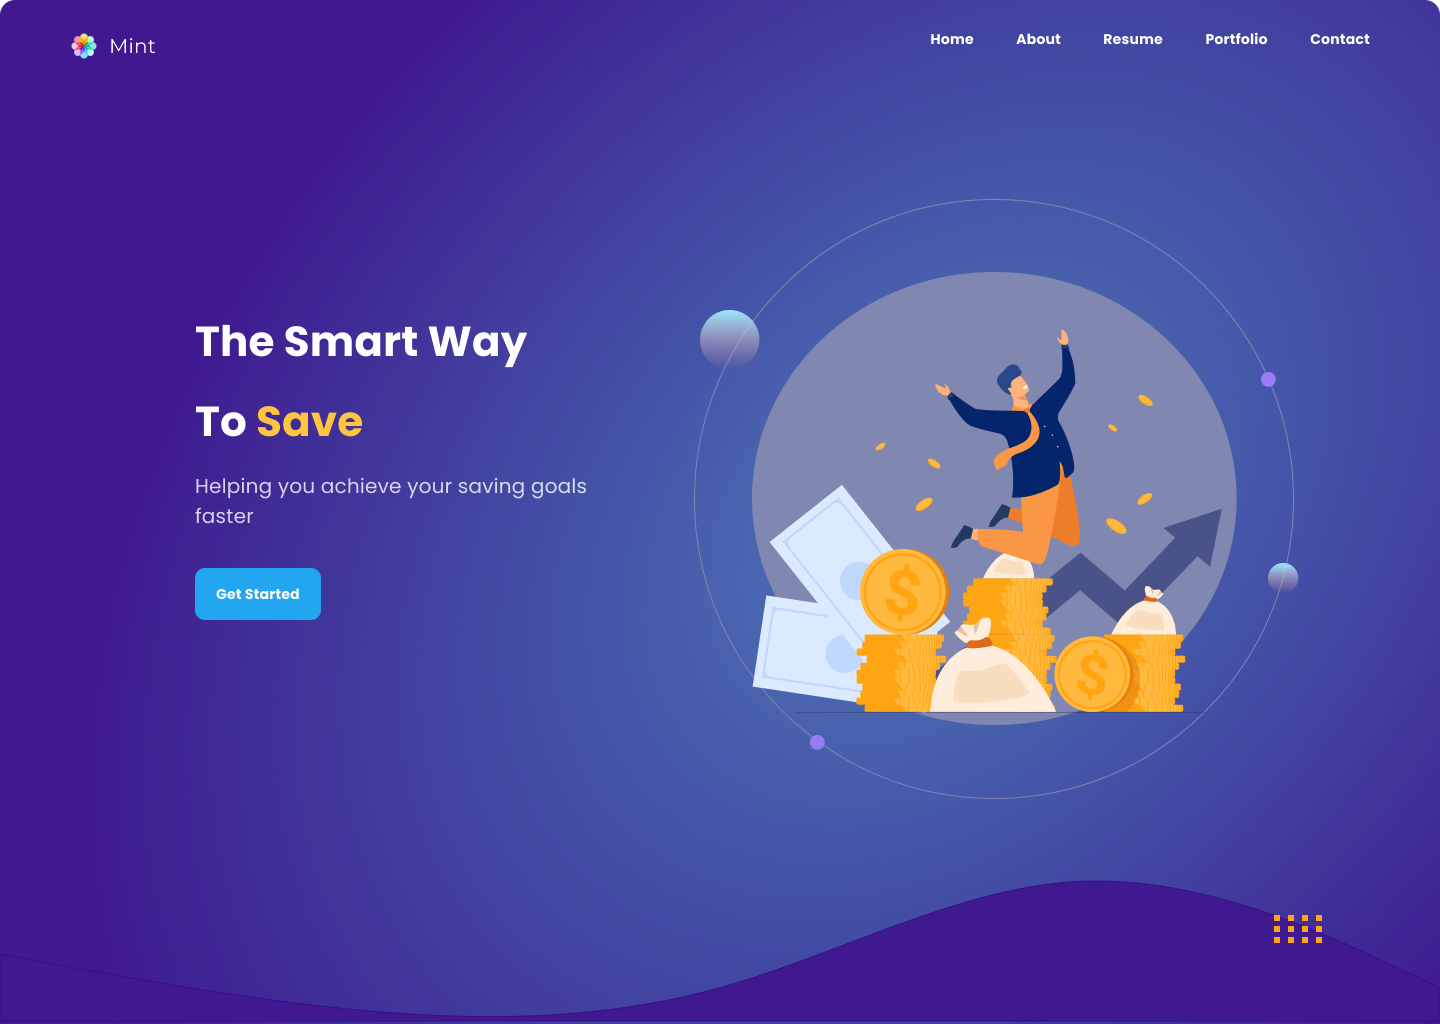 Mint
Home About Resume Portfolio Contact
The Smart Way
To Save
Helping you achieve your saving goals
faster
Get Started
$
$